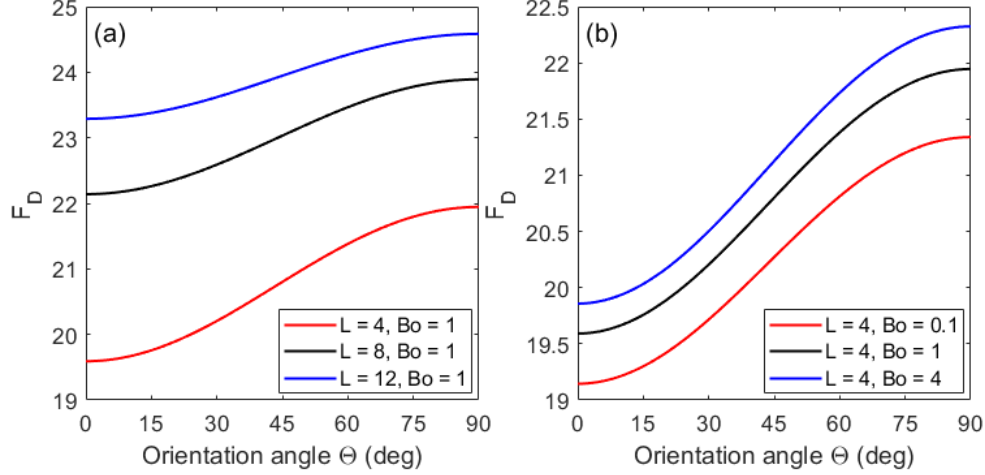 (a)
25
24
23
22
21
20
19
F_D
0 15 30 45 60 75 90
Orientation angle Θ (deg)
L = 4, Bo = 1
L = 8, Bo = 1
L = 12, Bo = 1
(b)
22.5
22
21.5
21
20.5
20
19.5
19
F_D
0 15 30 45 60 75 90
Orientation angle Θ (deg)
L = 4, Bo = 0.1
L = 4, Bo = 1
L = 4, Bo = 4